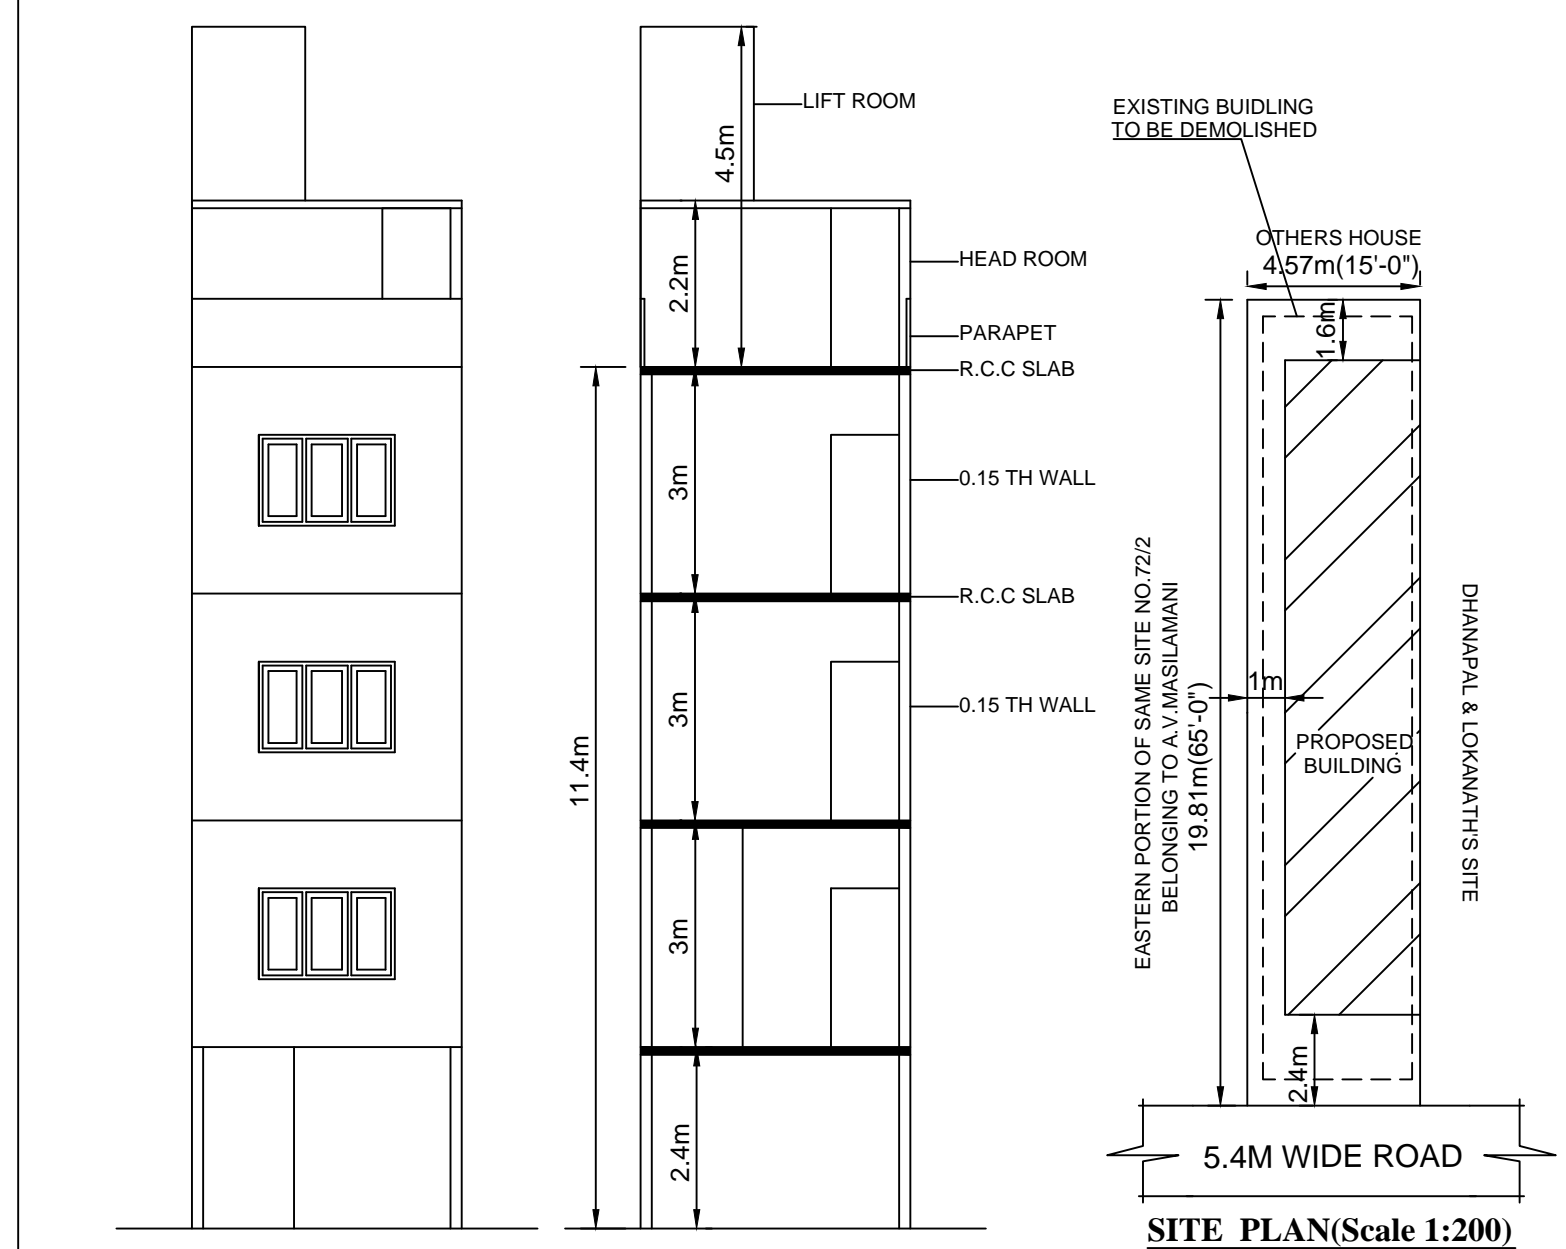 LIFT ROOM
4.5m
HEAD ROOM
2.2m
PARAPET
R.C.C SLAB
3m
0.15 TH WALL
R.C.C SLAB
3m
0.15 TH WALL
11.4m
3m
2.4m
EXISTING BUIDLING
TO BE DEMOLISHED
OTHERS HOUSE
4.57m(15'-0")
1.6m
EASTERN PORTION OF SAME SITE NO.72/2
BELONGING TO A.V.MASILAMANI
19.81m(65'-0")
1m
PROPOSED
BUILDING
DHANAPAL & LOKANATH'S SITE
2.4m
5.4M WIDE ROAD
SITE PLAN(Scale 1:200)